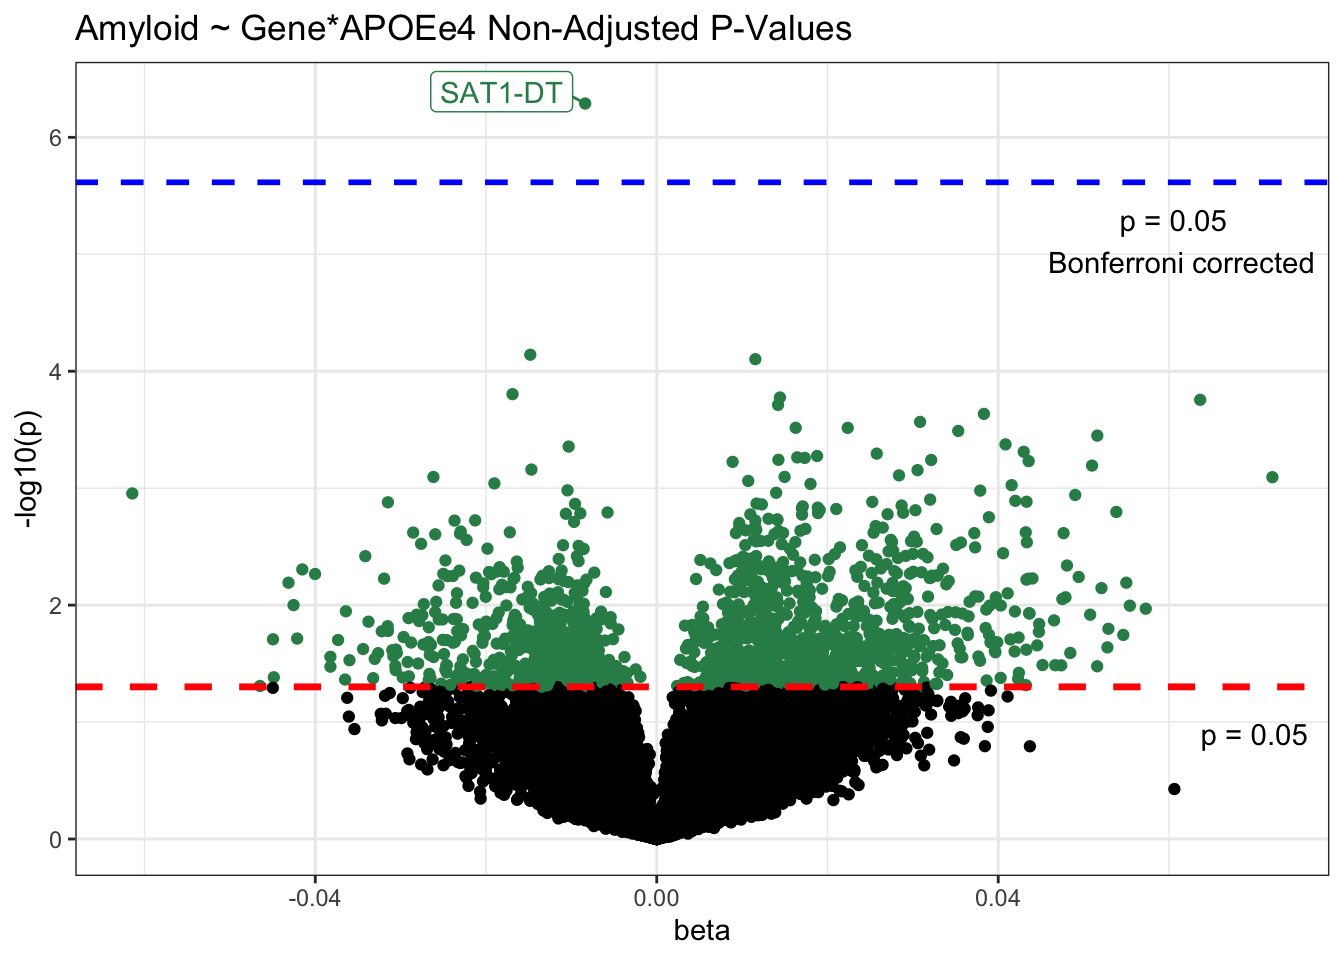 Amyloid ~ Gene*APOEe4 Non-Adjusted P-Values
SAT1-DT
6
p = 0.05
Bonferroni corrected
4
-log10(p)
2
p = 0.05
0
-0.04 0.00 0.04
beta